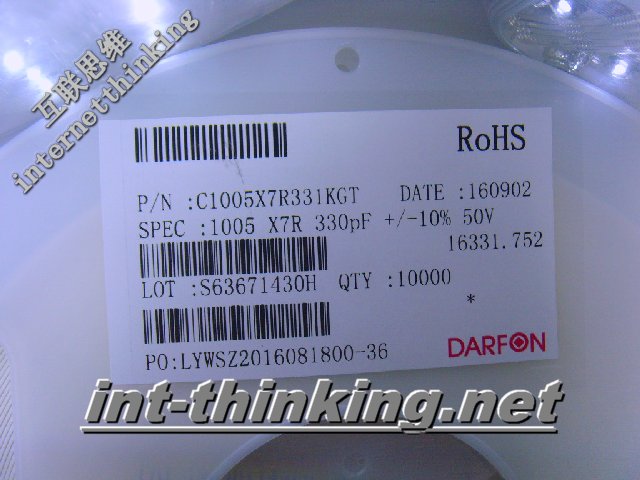 互联思维
internetthinking
RoHS
P/N :C1005X7R331KGT DATE :160902
SPEC :1005 X7R 330pF +/-10% 50V
16331.752
LOT :S63671430H QTY :10000
*
PO:LYWSZ2016081800-36
DARFON
int-thinking.net